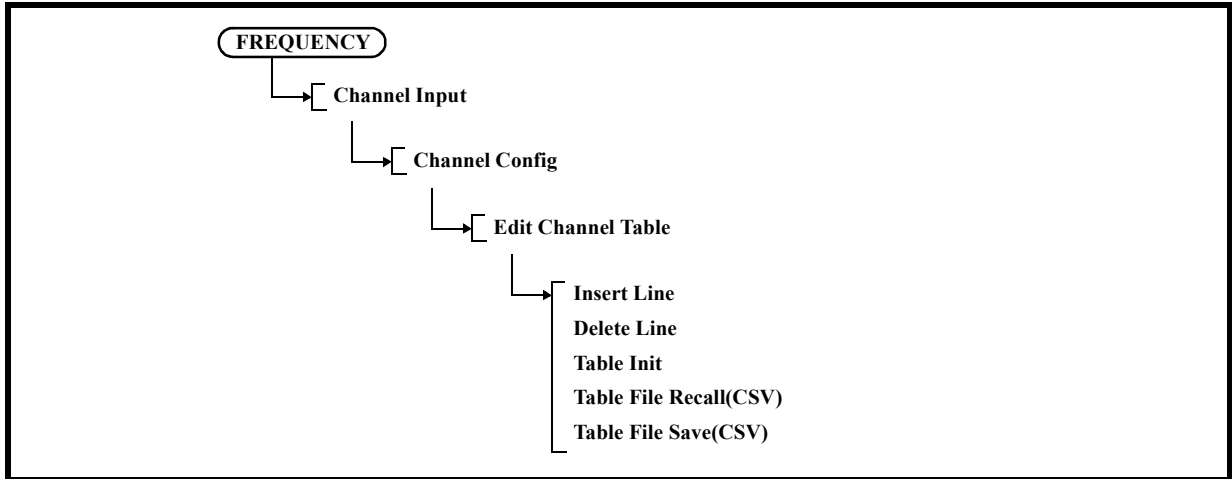 FREQUENCY
Channel Input
Channel Config
Edit Channel Table
Insert Line
Delete Line
Table Init
Table File Recall(CSV)
Table File Save(CSV)